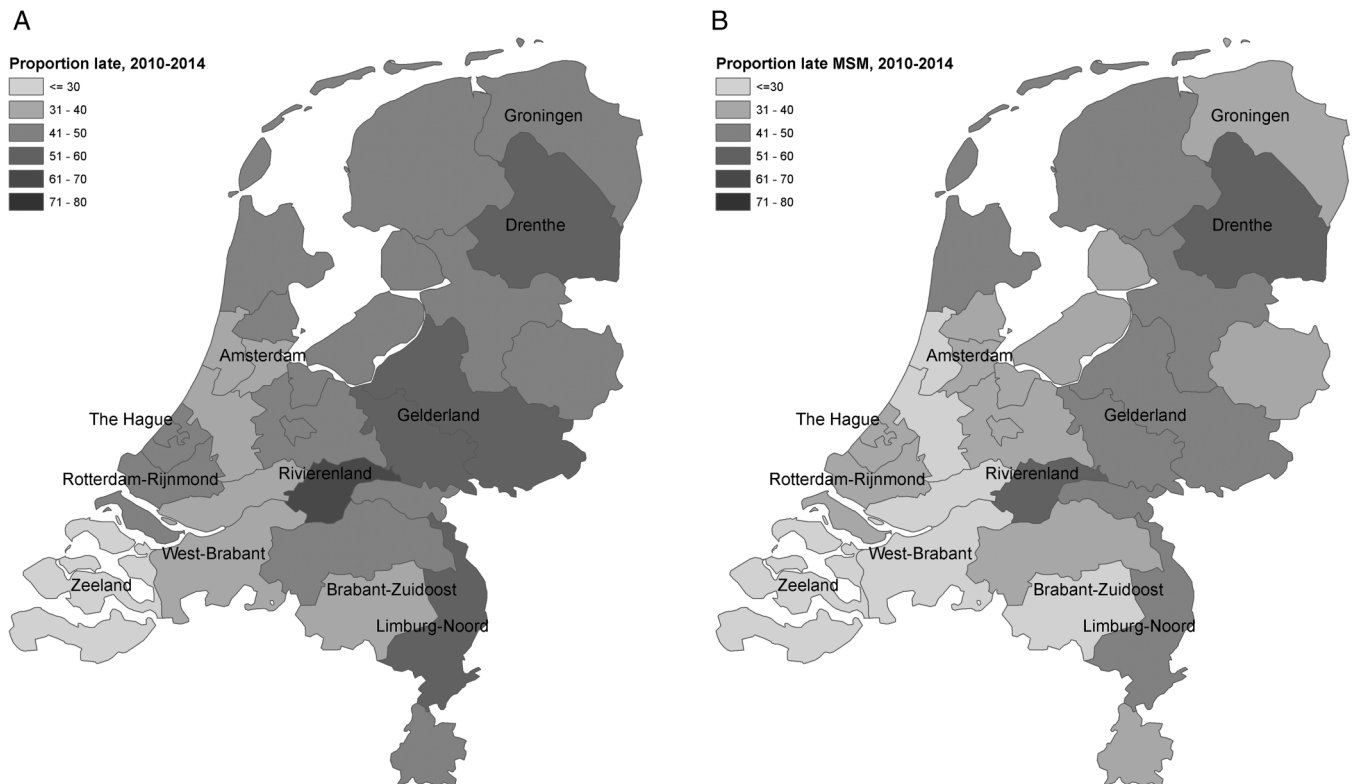 A
Proportion late, 2010-2014
<= 30
31 - 40
41 - 50
51 - 60
61 - 70
71 - 80
Groningen
Drenthe
Amsterdam
The Hague
Gelderland
Rivierenland
Rotterdam-Rijnmond
West-Brabant
Zeeland
Brabant-Zuidoost
Limburg-Noord
B
Proportion late MSM, 2010-2014
<=30
31 - 40
41 - 50
51 - 60
61 - 70
71 - 80
Groningen
Drenthe
Amsterdam
The Hague
Gelderland
Rivierenland
Rotterdam-Rijnmond
West-Brabant
Zeeland
Brabant-Zuidoost
Limburg-Noord